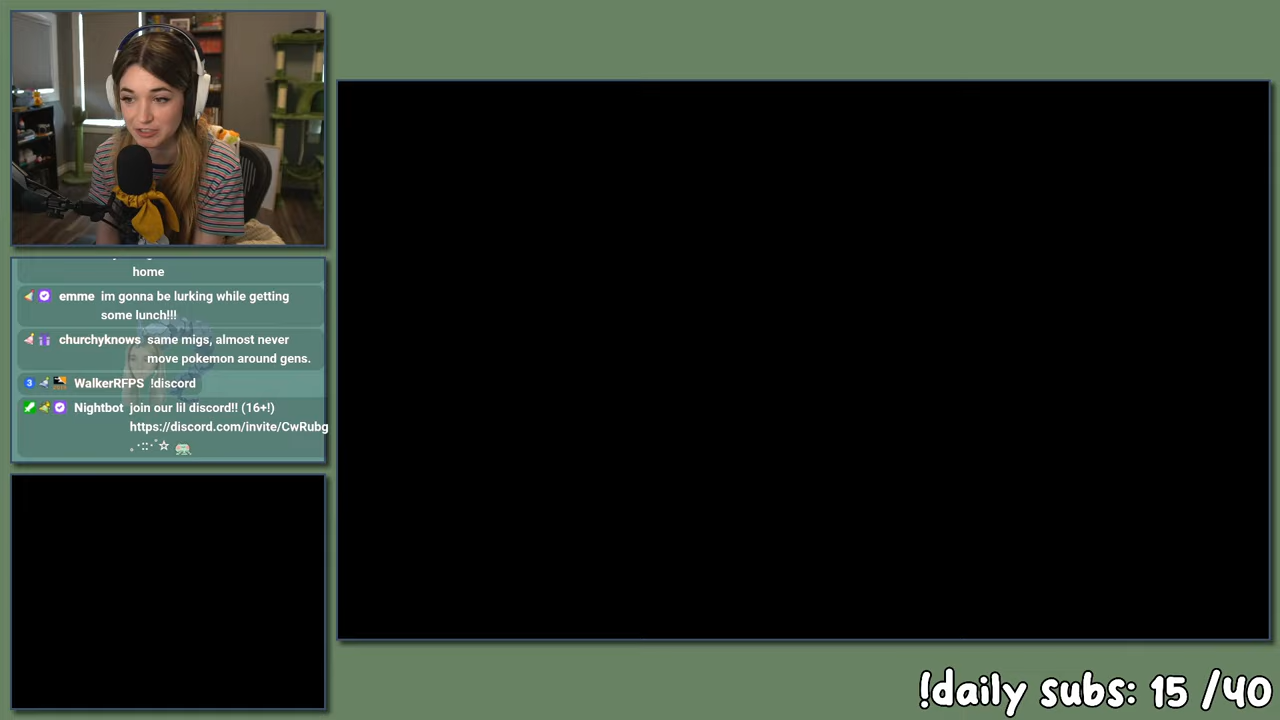 home
emme im gonna be lurking while getting
some lunch!!!
churchyknows same migs, almost never
move pokemon around gens.
3 WalkerRFPS !discord
Nightbot join our lil discord!! (16+!)
https://discord.com/invite/CwRubg
!daily subs: 15 /40